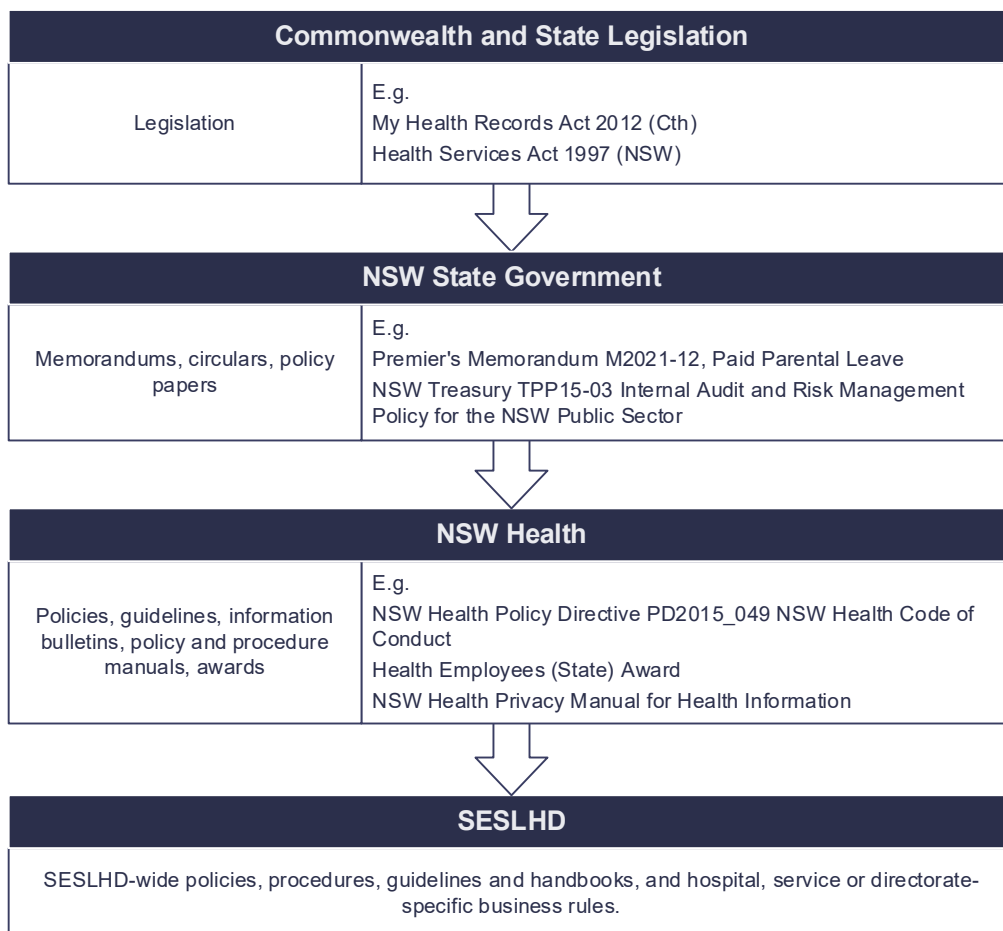 Commonwealth and State Legislation
Legislation
E.g.
My Health Records Act 2012 (Cth)
Health Services Act 1997 (NSW)
NSW State Government
Memorandums, circulars, policy
papers
E.g.
Premier's Memorandum M2021-12, Paid Parental Leave
NSW Treasury TPP15-03 Internal Audit and Risk Management
Policy for the NSW Public Sector
NSW Health
Policies, guidelines, information
bulletins, policy and procedure
manuals, awards
E.g.
NSW Health Policy Directive PD2015_049 NSW Health Code of
Conduct
Health Employees (State) Award
NSW Health Privacy Manual for Health Information
SESLHD
SESLHD-wide policies, procedures, guidelines and handbooks, and hospital, service or directorate-
specific business rules.